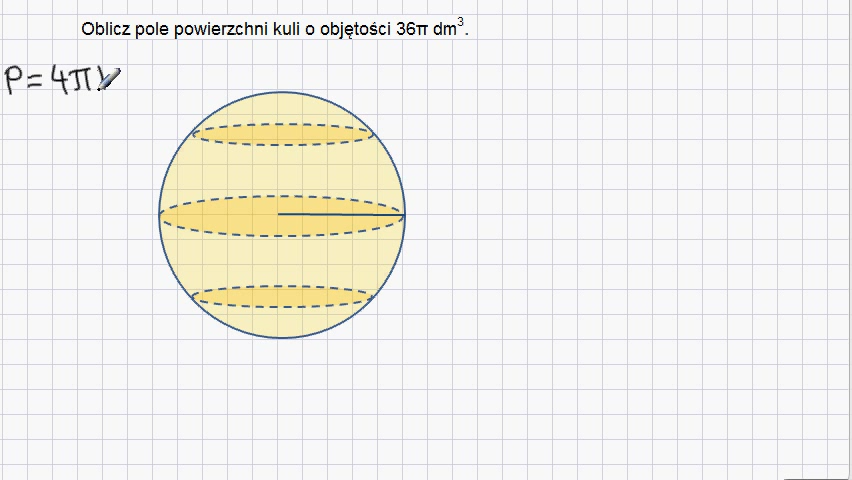 Oblicz pole powierzchni kuli o objętości 36π dm³.
P=4π